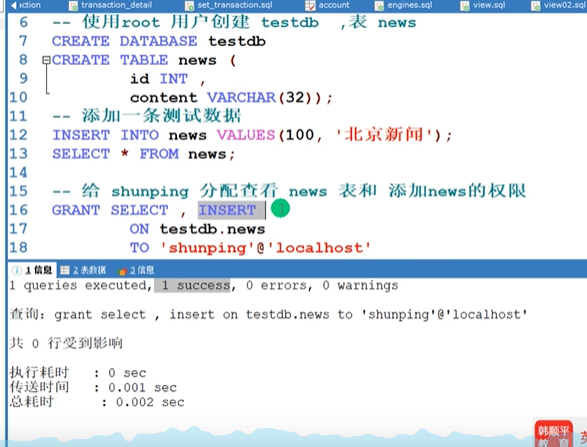 ction transaction_detail set_transaction.sql account engines.sql view.sql view02.sql
6 -- 使用root 用户创建 testdb ,表 news
7 CREATE DATABASE testdb
8 CREATE TABLE news (
9 id INT ,
10 content VARCHAR(32));
11 -- 添加一条测试数据
12 INSERT INTO news VALUES(100, '北京新闻');
13 SELECT * FROM news;
14
15 -- 给 shunping 分配查看 news 表和 添加news的权限
16 GRANT SELECT , INSERT
17 ON testdb.news
18 TO 'shunping'@'localhost'
1 信息 2 表数据 3 信息
1 queries executed, 1 success, 0 errors, 0 warnings
查询: grant select , insert on testdb.news to 'shunping'@'localhost'
共 0 行受到影响
执行耗时 : 0 sec
传送时间 : 0.001 sec
总耗时 : 0.002 sec
韩顺平
教 育